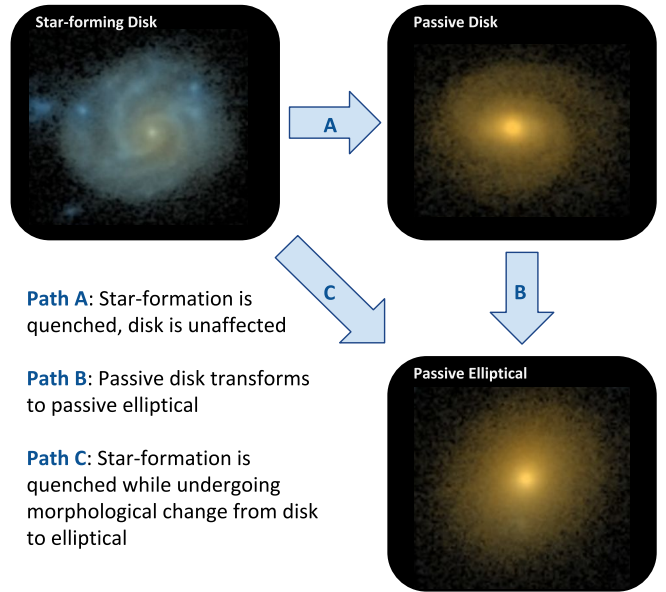 Star-forming Disk
Passive Disk
A
C
B
Path A: Star-formation is
quenched, disk is unaffected
Path B: Passive disk transforms
to passive elliptical
Path C: Star-formation is
quenched while undergoing
morphological change from disk
to elliptical
Passive Elliptical